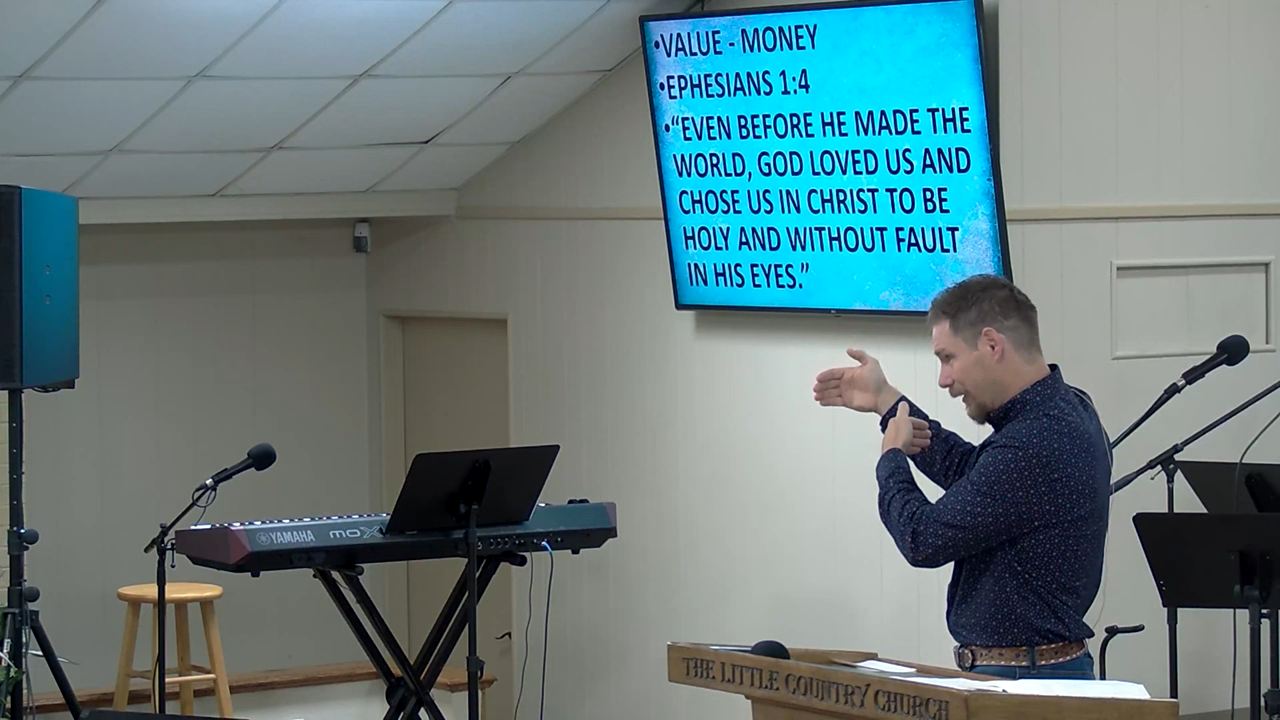 •VALUE - MONEY
•EPHESIANS 1:4
•“EVEN BEFORE HE MADE THE
WORLD, GOD LOVED US AND
CHOSE US IN CHRIST TO BE
HOLY AND WITHOUT FAULT
IN HIS EYES.”
YAMAHA MOX
THE LITTLE COUNTRY CHURCH